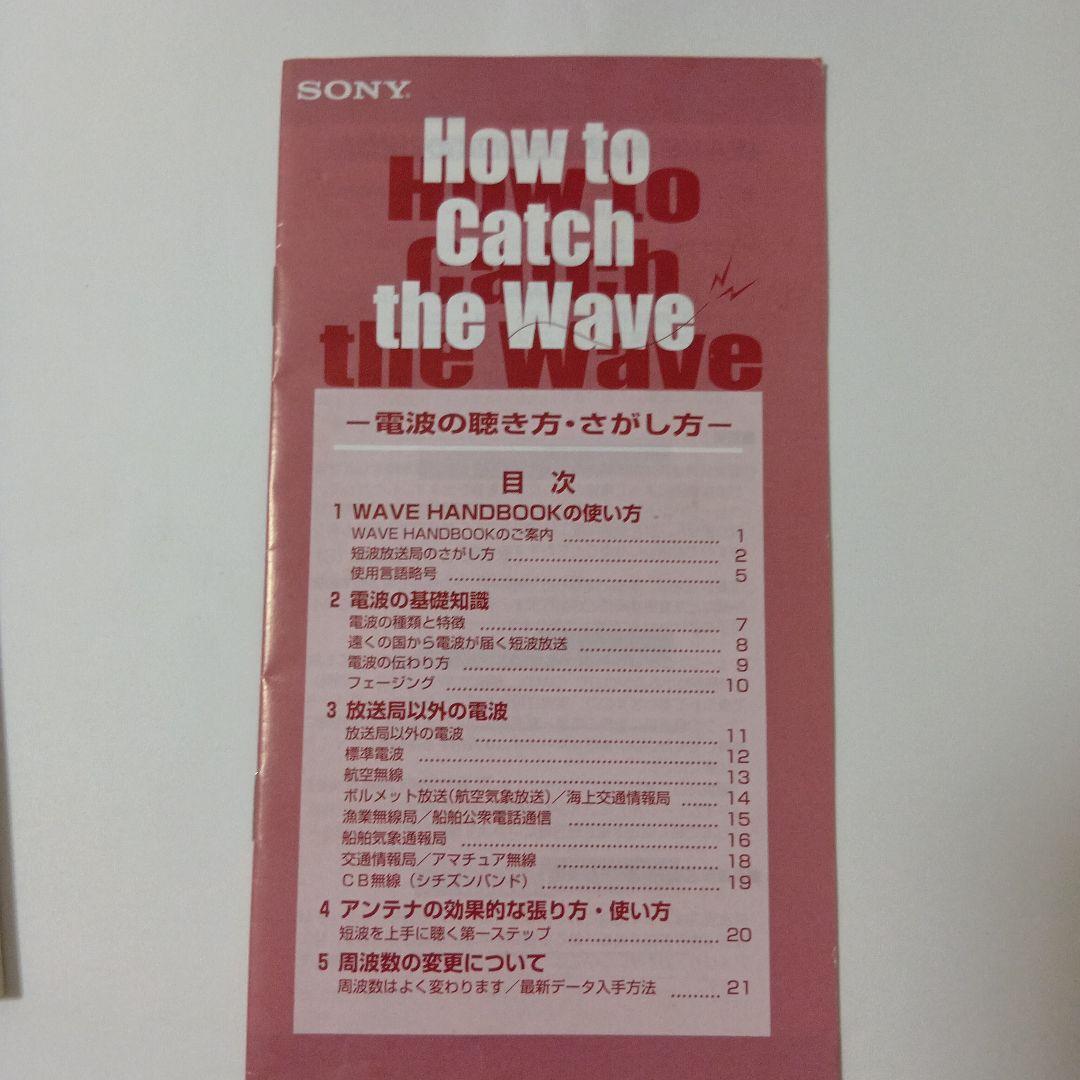 SONY
How to
Catch
the Wave
How to
Catch
the Wave
－電波の聴き方・さがし方－
目 次
1 WAVE HANDBOOKの使い方
WAVE HANDBOOKのご案内 ........................ 1
短波放送局のさがし方 ........................ 2
使用言語略号 ........................ 5
2 電波の基礎知識
電波の種類と特徴 ........................ 7
遠くの国から電波が届く短波放送 ........................ 8
電波の伝わり方 ........................ 9
フェージング ........................ 10
3 放送局以外の電波
放送局以外の電波 ........................ 11
標準電波 ........................ 12
航空無線 ........................ 13
ボルメット放送（航空気象放送）／海上交通情報局 ....... 14
漁業無線局／船舶公衆電話通信 ........................ 15
船舶気象通報局 ........................ 16
交通情報局／アマチュア無線 ........................ 18
CB無線（シチズンバンド） ........................ 19
4 アンテナの効果的な張り方・使い方
短波を上手に聴く第一ステップ ........................ 20
5 周波数の変更について
周波数はよく変わります／最新データ入手方法 ......... 21